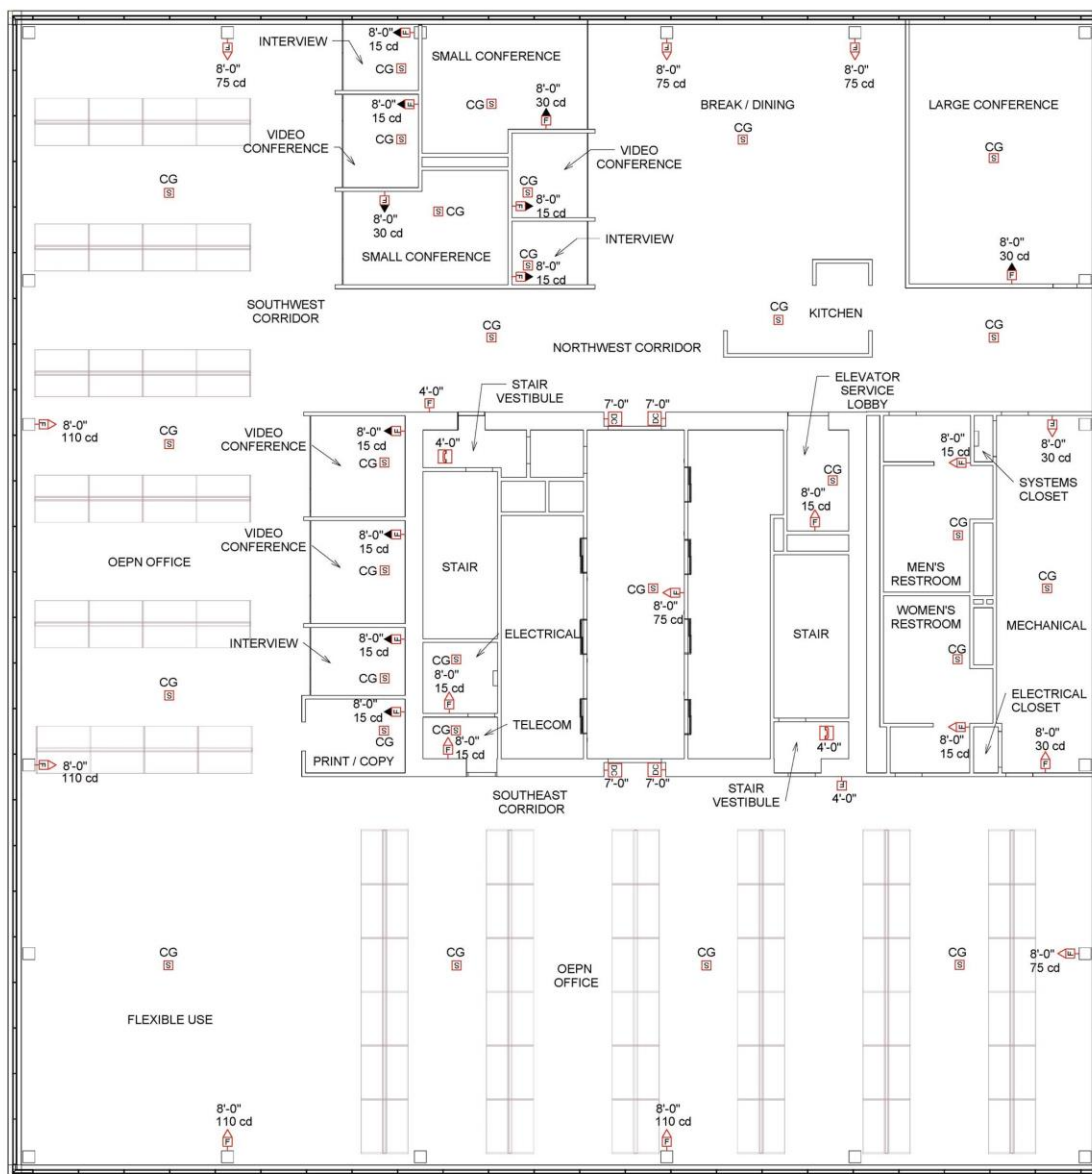 8'-0"
15 cd
F
INTERVIEW
CG S
F
8'-0"
75 cd
SMALL CONFERENCE
CG S
8'-0"
30 cd
F
F
8'-0"
75 cd
F
8'-0"
75 cd
BREAK / DINING
CG
S
LARGE CONFERENCE
CG
S
8'-0"
15 cd
F
CG S
VIDEO
CONFERENCE
VIDEO
CONFERENCE
CG
S
F
8'-0"
15 cd
CG
S
F
8'-0"
30 cd
S CG
SMALL CONFERENCE
INTERVIEW
CG
S
8'-0"
15 cd
F
8'-0"
30 cd
F
SOUTHWEST
CORRIDOR
CG
S
NORTHWEST CORRIDOR
CG
S
KITCHEN
CG
S
4'-0"
F
STAIR
VESTIBULE
4'-0"
7'-0"
DC
7'-0"
DC
ELEVATOR
SERVICE
LOBBY
F
8'-0"
110 cd
CG
S
VIDEO
CONFERENCE
8'-0"
15 cd
F
CG S
CG
S
8'-0"
15 cd
F
8'-0"
15 cd
F
F
8'-0"
30 cd
SYSTEMS
CLOSET
VIDEO
CONFERENCE
8'-0"
15 cd
F
CG S
OEPN OFFICE
STAIR
CG S
F
8'-0"
75 cd
CG
S
MEN'S
RESTROOM
WOMEN'S
RESTROOM
CG
S
CG
S
MECHANICAL
INTERVIEW
8'-0"
15 cd
F
CG S
ELECTRICAL
CG S
8'-0"
15 cd
F
STAIR
CG
S
8'-0"
15 cd
F
CG
S
PRINT / COPY
TELECOM
CG S
8'-0"
15 cd
F
4'-0"
F
8'-0"
15 cd
ELECTRICAL
CLOSET
8'-0"
30 cd
F
F
8'-0"
110 cd
SOUTHEAST
CORRIDOR
DC
7'-0"
DC
7'-0"
STAIR
VESTIBULE
F
4'-0"
CG
S
CG
S
OEPN
OFFICE
CG
S
CG
S
8'-0"
75 cd
F
FLEXIBLE USE
8'-0"
110 cd
F
8'-0"
110 cd
F